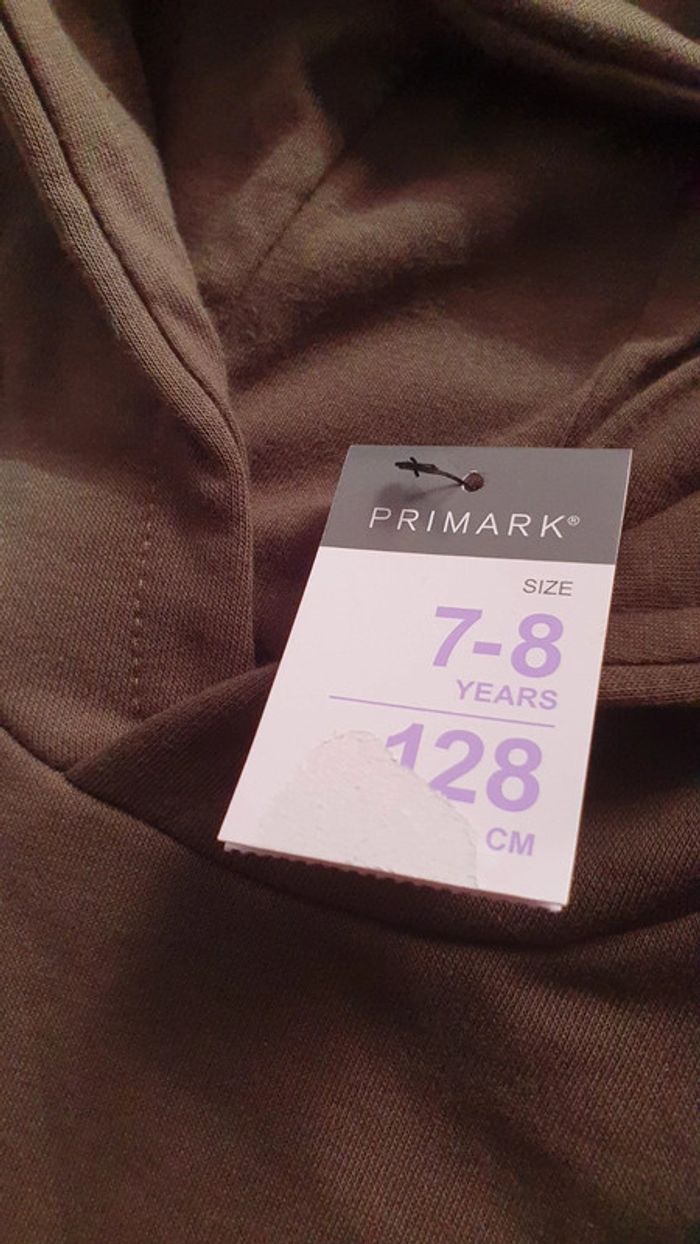 PRIMARK®
SIZE
7-8
YEARS
128
CM